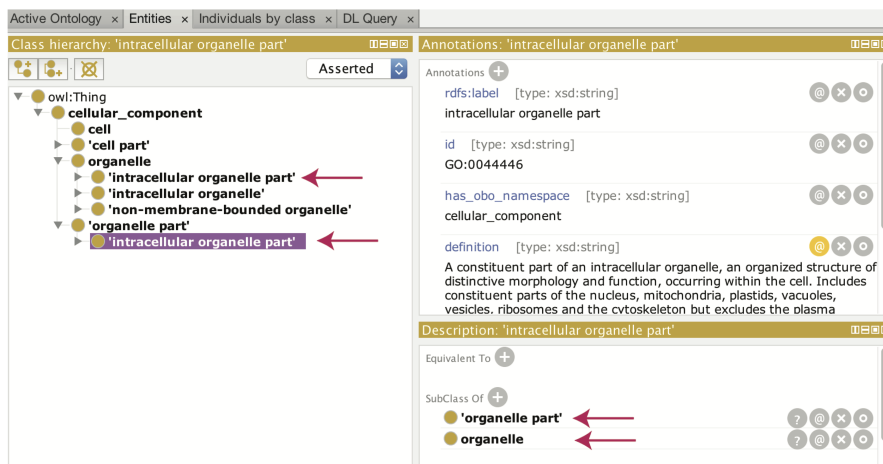 Active Ontology × Entities × Individuals by class × DL Query ×
Class hierarchy: 'intracellular organelle part'
Asserted
owl:Thing
cellular_component
cell
'cell part'
organelle
'intracellular organelle part'
'intracellular organelle'
'non-membrane-bounded organelle'
'organelle part'
'intracellular organelle part'
Annotations: 'intracellular organelle part'
Annotations
rdfs:label [type: xsd:string]
intracellular organelle part
id [type: xsd:string]
GO:0044446
has_obo_namespace [type: xsd:string]
cellular_component
definition [type: xsd:string]
A constituent part of an intracellular organelle, an organized structure of
distinctive morphology and function, occurring within the cell. Includes
constituent parts of the nucleus, mitochondria, plastids, vacuoles,
vesicles, ribosomes and the cytoskeleton but excludes the plasma
Description: 'intracellular organelle part'
Equivalent To
SubClass Of
'organelle part'
organelle